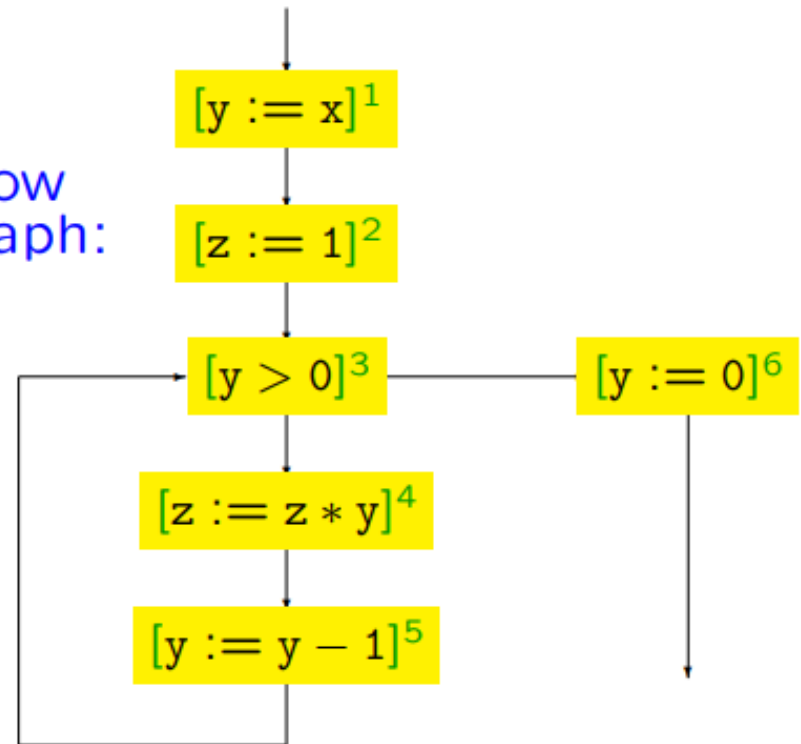 [y := x]^1
ow
aph:
[z := 1]^2
[y > 0]^3
[y := 0]^6
[z := z * y]^4
[y := y − 1]^5